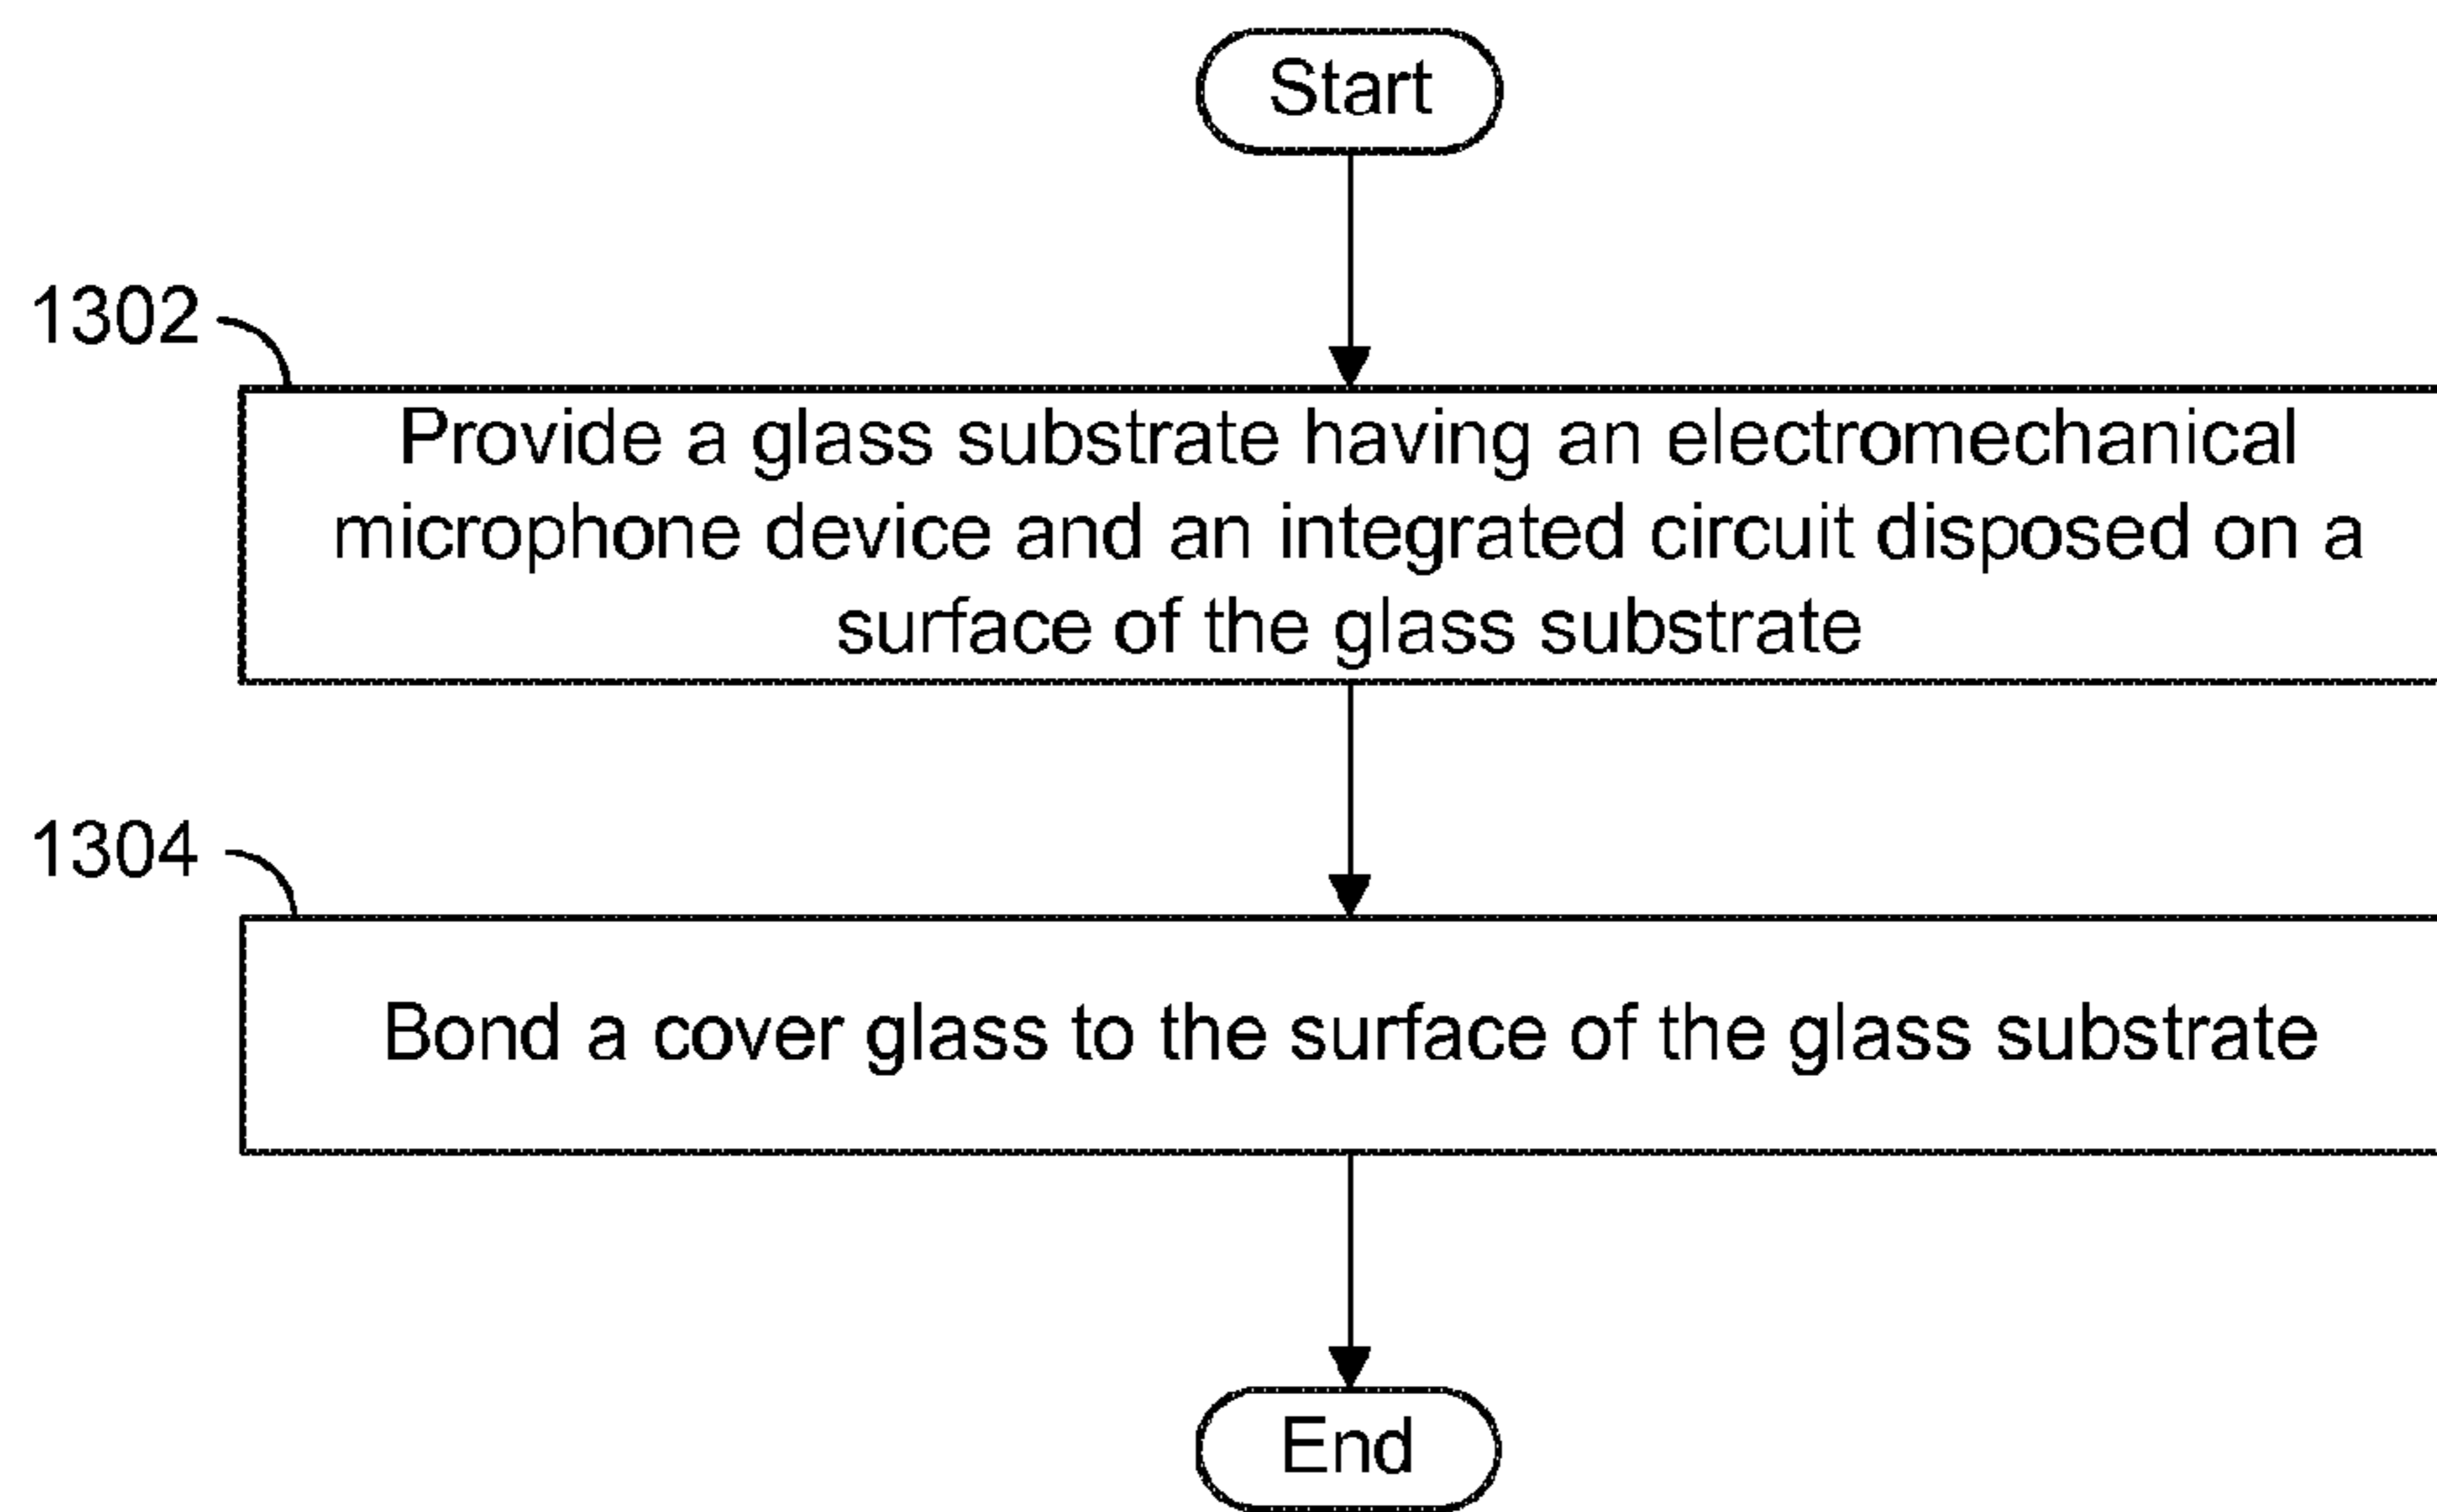 Start
1302
Provide a glass substrate having an electromechanical
microphone device and an integrated circuit disposed on a
surface of the glass substrate
1304
Bond a cover glass to the surface of the glass substrate
End